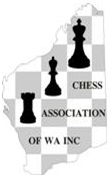 CHESS
ASSOCIATION
OF WA INC